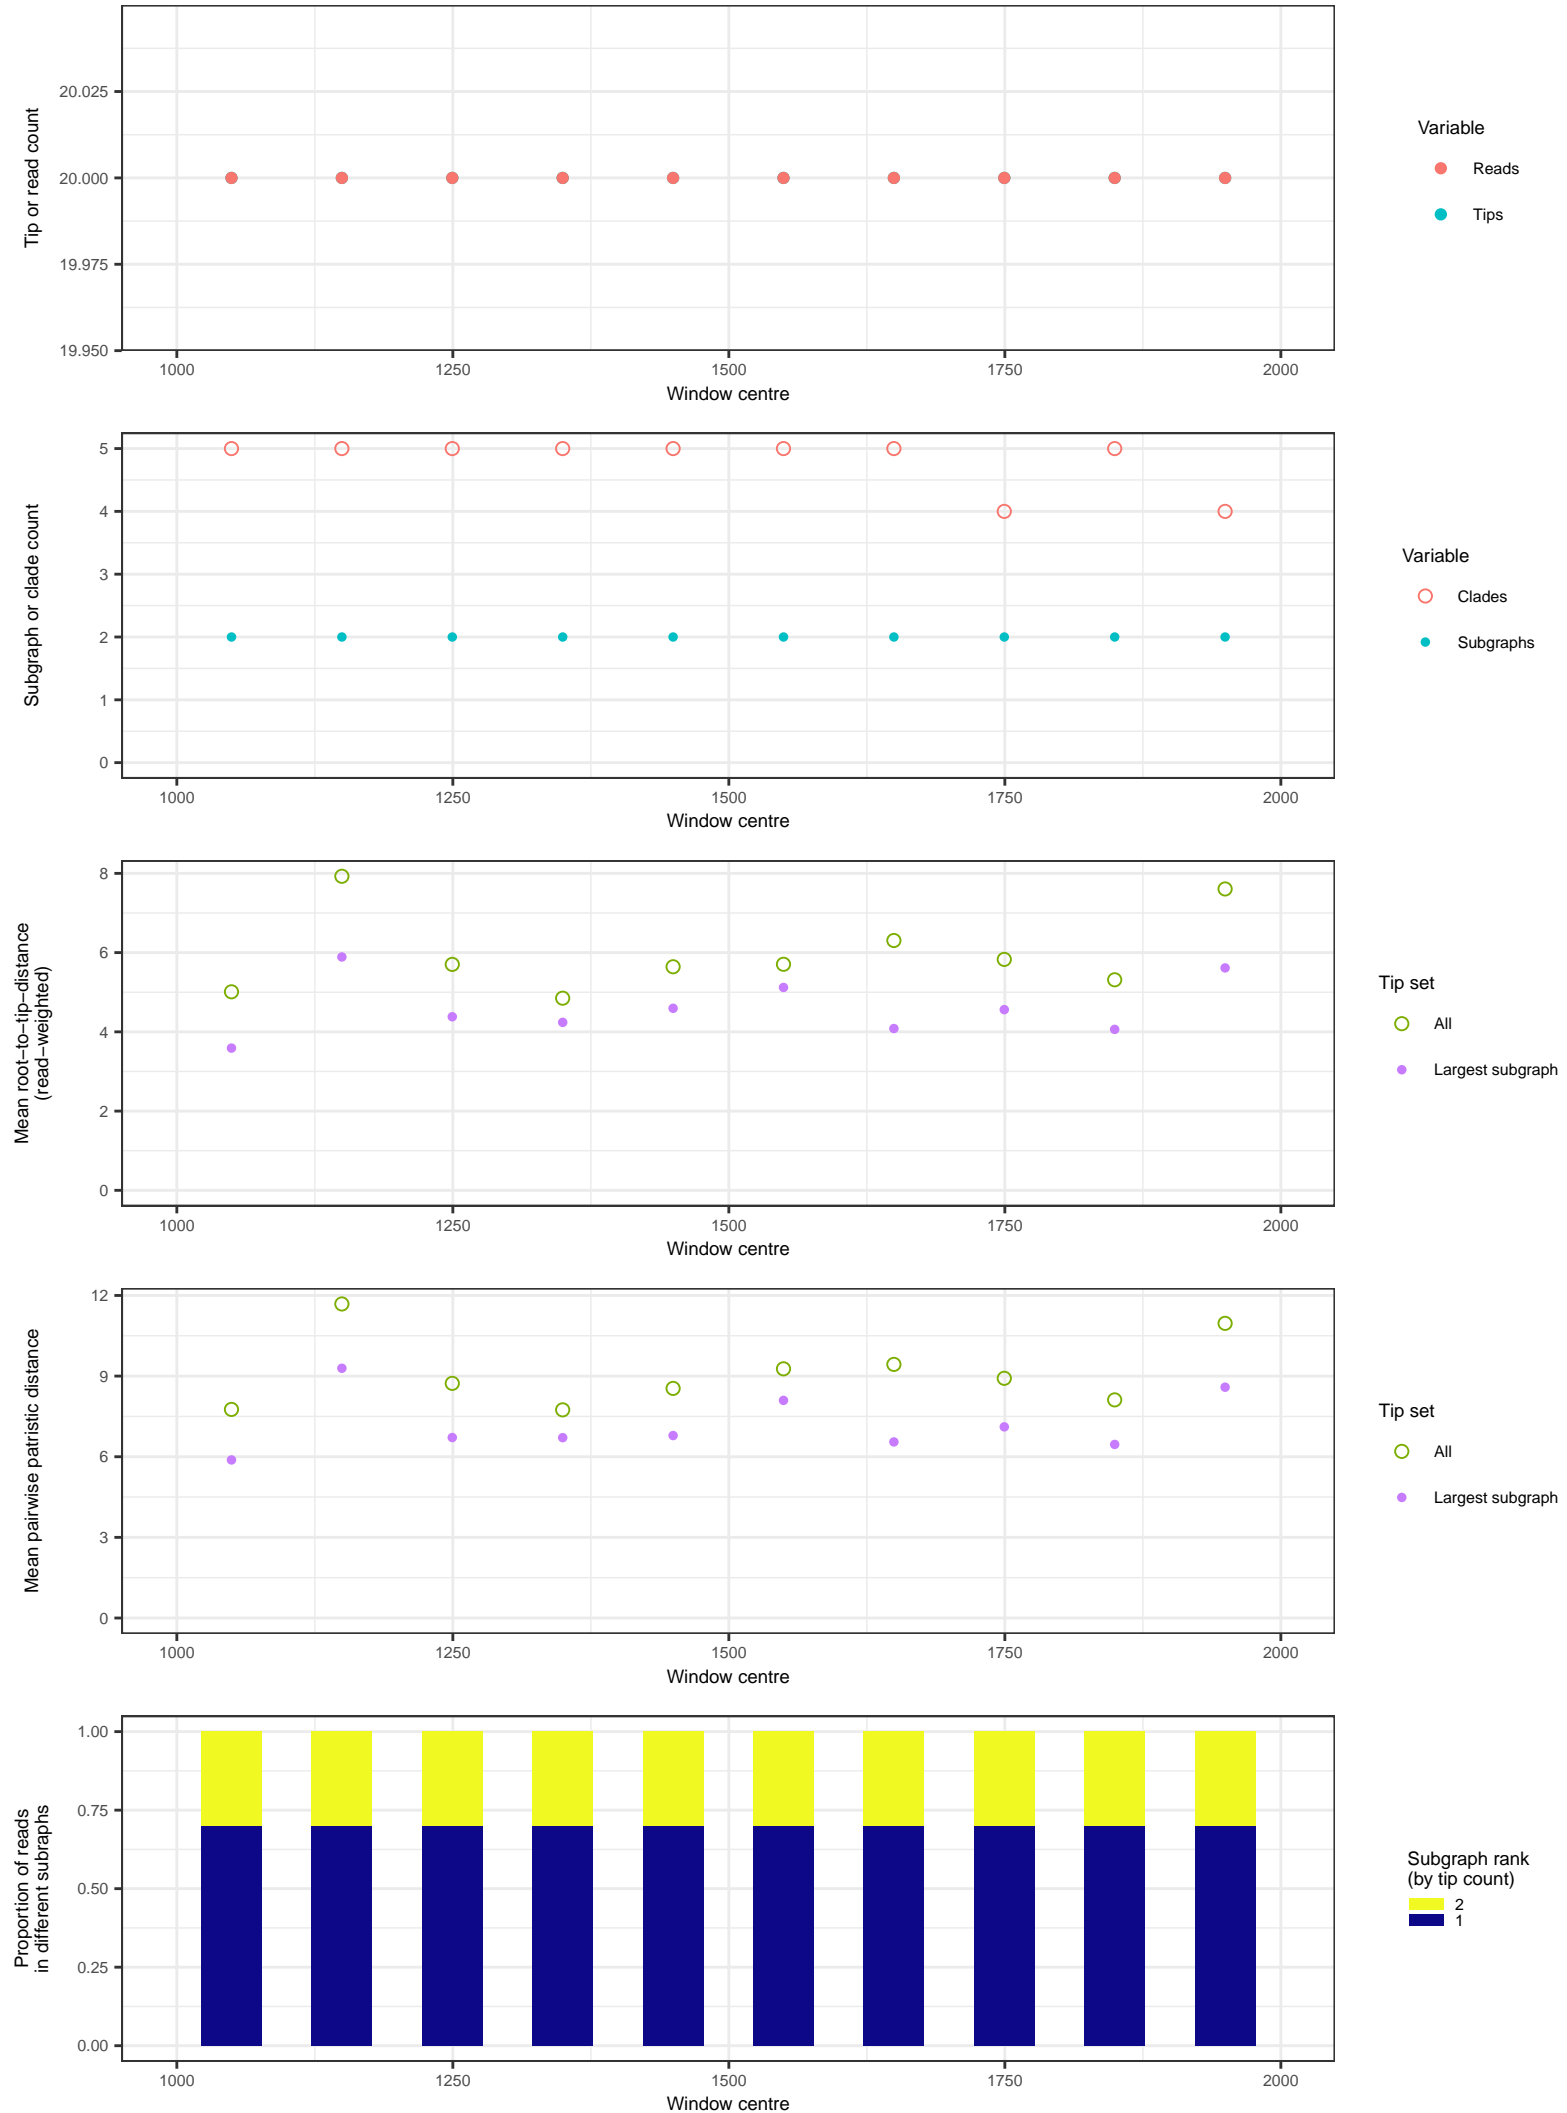 Tip or read count
20.025
20.000
19.975
19.950
1000 1250 1500 1750 2000
Window centre
Variable
Reads
Tips
Subgraph or clade count
5
4
3
2
1
0
1000 1250 1500 1750 2000
Window centre
Variable
Clades
Subgraphs
Mean root−to−tip−distance
(read−weighted)
8
6
4
2
0
1000 1250 1500 1750 2000
Window centre
Tip set
All
Largest subgraph
Mean pairwise patristic distance
12
9
6
3
0
1000 1250 1500 1750 2000
Window centre
Tip set
All
Largest subgraph
Proportion of reads
in different subraphs
1.00
0.75
0.50
0.25
0.00
1000 1250 1500 1750 2000
Window centre
Subgraph rank
(by tip count)
2
1